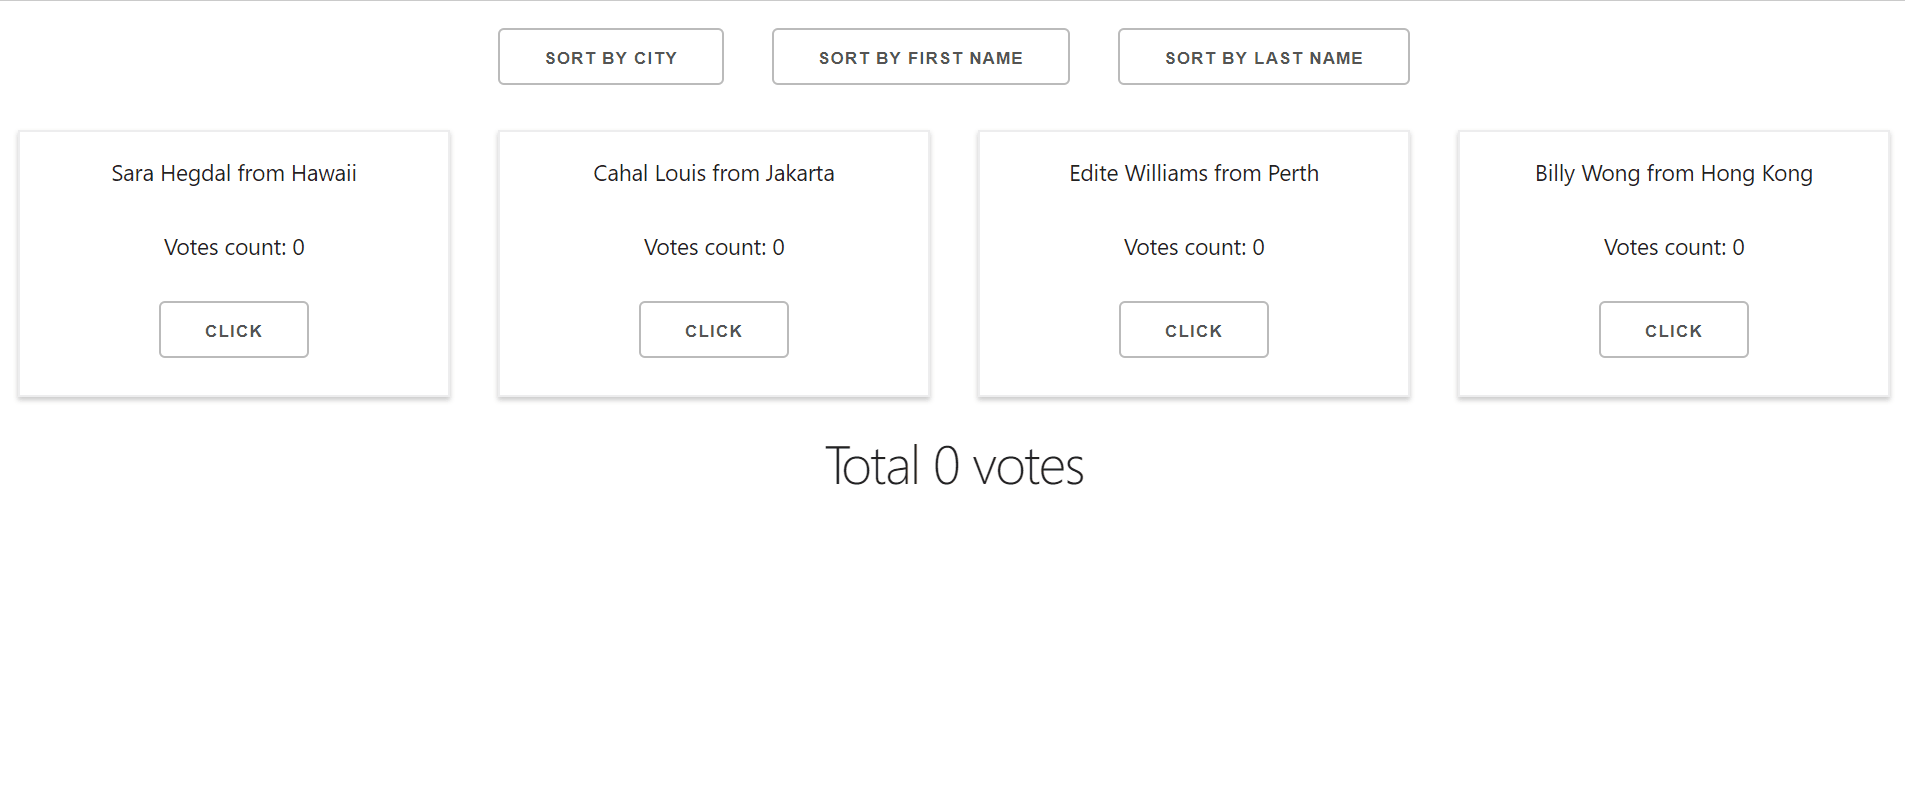 SORT BY CITY SORT BY FIRST NAME SORT BY LAST NAME
Sara Hegdal from Hawaii
Votes count: 0
CLICK
Cahal Louis from Jakarta
Votes count: 0
CLICK
Edite Williams from Perth
Votes count: 0
CLICK
Billy Wong from Hong Kong
Votes count: 0
CLICK
Total 0 votes